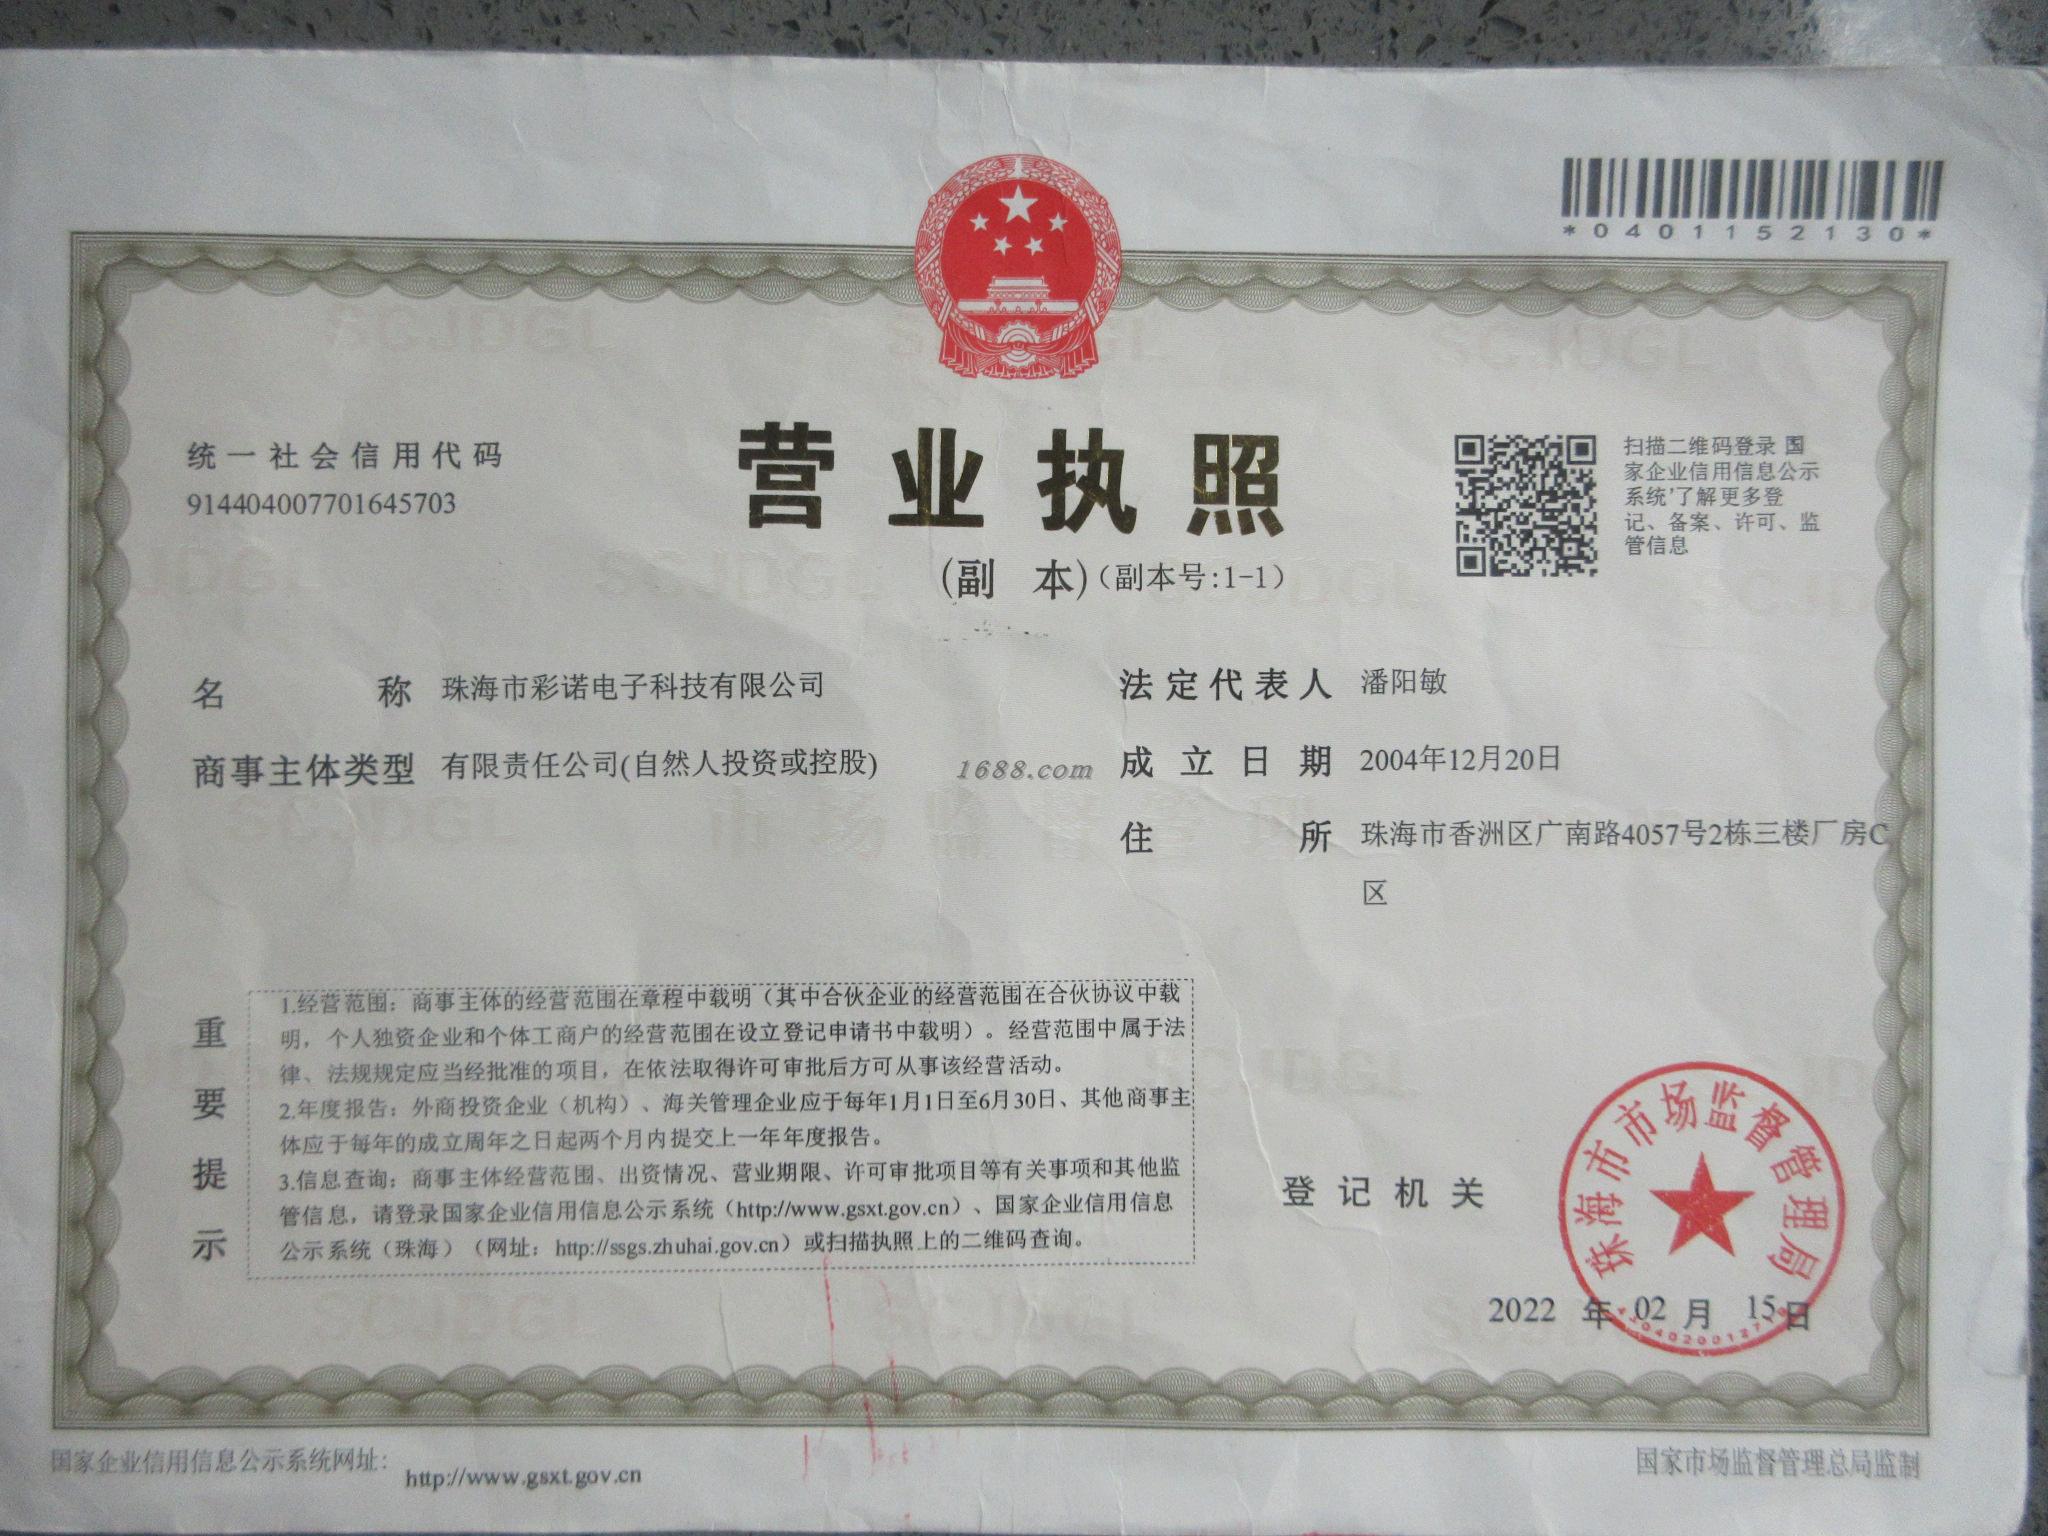 *0401152130*
统一社会信用代码
914404007701645703
营业执照
(副 本)(副本号:1-1)
扫描二维码登录 国
家企业信用信息公示
系统'了解更多登
记、备案、许可、监
管信息
名 称 珠海市彩诺电子科技有限公司
商事主体类型 有限责任公司(自然人投资或控股)
1688.com
法定代表人 潘阳敏
成立日期 2004年12月20日
住 所 珠海市香洲区广南路4057号2栋三楼厂房C
区
重要提示
1.经营范围：商事主体的经营范围在章程中载明（其中合伙企业的经营范围在合伙协议中载
明，个人独资企业和个体工商户的经营范围在设立登记申请书中载明）。经营范围中属于法
律、法规规定应当经批准的项目，在依法取得许可审批后方可从事该经营活动。
2.年度报告：外商投资企业（机构）、海关管理企业应于每年1月1日至6月30日、其他商事主
体应于每年的成立周年之日起两个月内提交上一年年度报告。
3.信息查询：商事主体经营范围、出资情况、营业期限、许可审批项目等有关事项和其他监
管信息，请登录国家企业信用信息公示系统（http://www.gsxt.gov.cn）、国家企业信用信息
公示系统（珠海）（网址：http://ssgs.zhuhai.gov.cn）或扫描执照上的二维码查询。
登记机关
珠海市市场监督管理局
2022 年 02 月 15 日
国家企业信用信息公示系统网址：
http://www.gsxt.gov.cn
国家市场监督管理总局监制